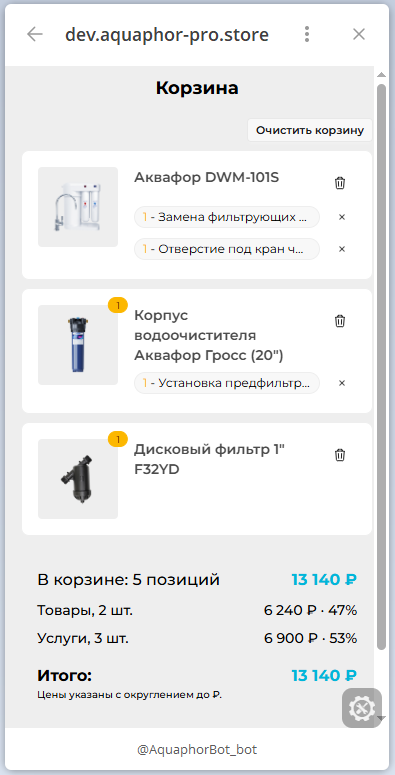 dev.aquaphor-pro.store
Корзина
Очистить корзину
Аквафор DWM-101S
1 - Замена фильтрующих ...
×
1 - Отверстие под кран ч...
×
1
Корпус
водоочистителя
Аквафор Гросс (20")
1 - Установка предфильтр...
×
1
Дисковый фильтр 1"
F32YD
В корзине: 5 позиций 13 140 ₽
Товары, 2 шт. 6 240 ₽ · 47%
Услуги, 3 шт. 6 900 ₽ · 53%
Итого: 13 140 ₽
Цены указаны с округлением до ₽.
@AquaphorBot_bot